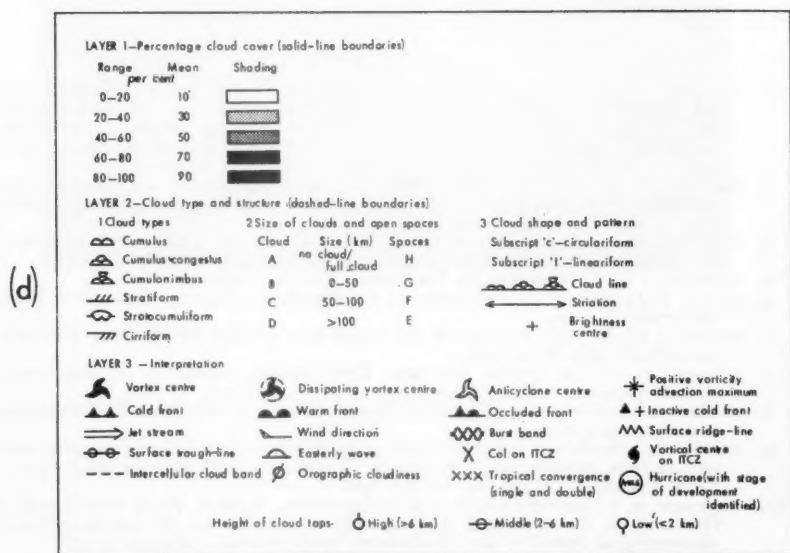 (d)
LAYER 1—Percentage cloud cover (solid-line boundaries)
Range Mean Shading
per cent
0—20 10
20—40 30
40—60 50
60—80 70
80—100 90
LAYER 2—Cloud type and structure (dashed-line boundaries)
1 Cloud types 2 Size of clouds and open spaces 3 Cloud shape and pattern
Cloud Size (km) Spaces
Cumulus A no cloud/ full cloud H Subscript 'c'—circulariform
Cumulus congestus B 0-50 G Subscript 'l'—lineariform
Cumulonimbus C 50-100 F Cloud line
Stratiform D >100 E Striation
Stratocumuliform + Brightness centre
Cirriform
LAYER 3 — Interpretation
Vortex centre Dissipating vortex centre Anticyclone centre Positive vorticity advection maximum
Cold front Warm front Occluded front Inactive cold front
Jet stream Wind direction Burst band Surface ridge-line
Surface trough-line Easterly wave Col on ITCZ Vortical centre on ITCZ
Intercellular cloud band Orographic cloudiness XXX Tropical convergence (single and double) Hurricane (with stage of development identified)
Height of cloud tops- High (>6 km) Middle (2-6 km) Low (<2 km)